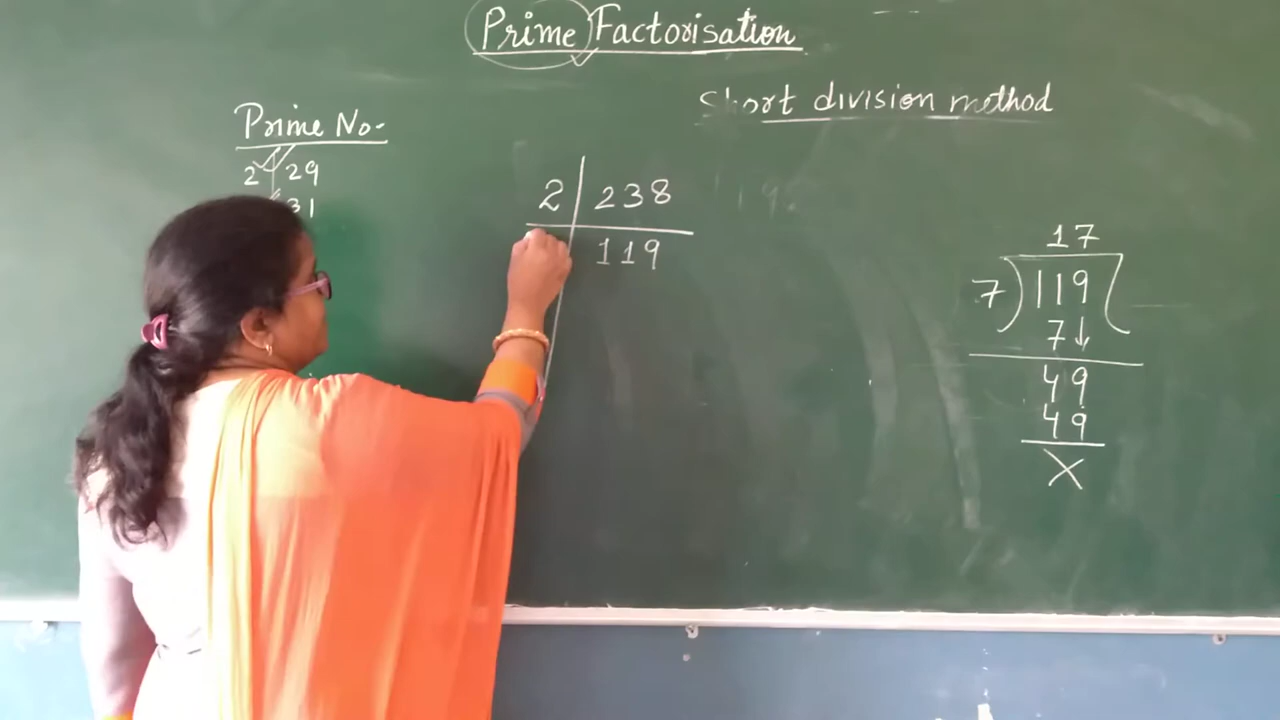 Prime Factorisation
Short division method
Prime No-
2 29
31
2 238
119
17
7 119
7
49
49
X